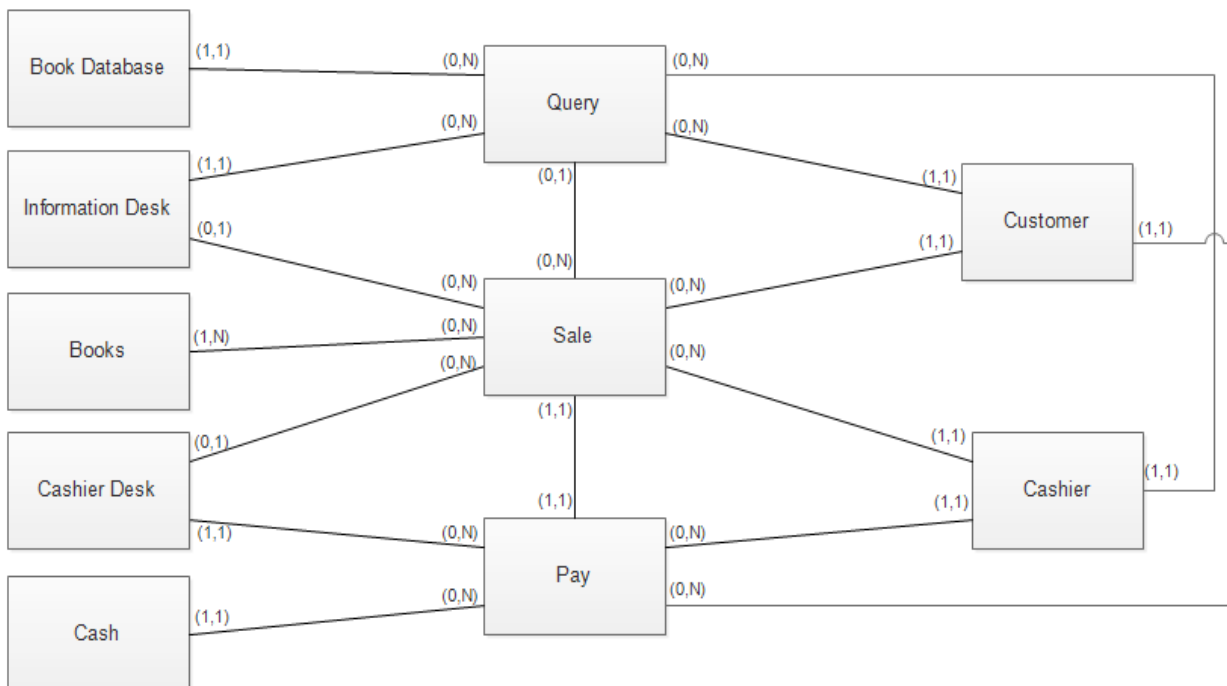 Book Database
(1,1)
(0,N)
Query
(0,N)
(0,N)
(0,N)
(1,1)
(0,1)
Information Desk
(0,1)
(1,1)
Customer
(1,1)
(1,1)
(0,N)
(0,N)
(0,N)
Books
(1,N)
(0,N)
Sale
(0,N)
(0,N)
(1,1)
(1,1)
(0,1)
Cashier Desk
(1,1)
Cashier
(1,1)
(1,1)
(1,1)
(0,N)
(1,1)
(0,N)
Pay
(0,N)
(0,N)
Cash
(1,1)